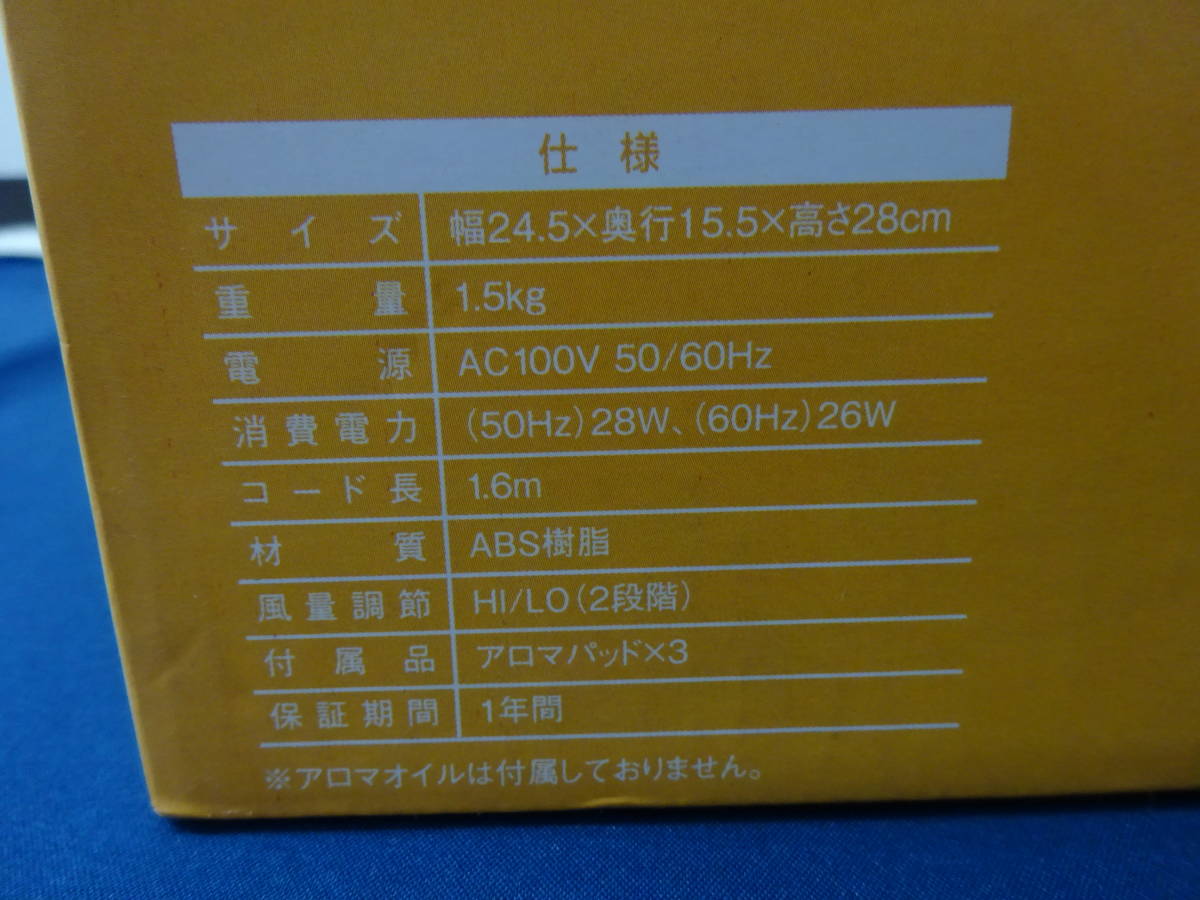 仕様
サイズ 幅24.5×奥行15.5×高さ28cm
重量 1.5kg
電源 AC100V 50/60Hz
消費電力 (50Hz)28W、(60Hz)26W
コード長 1.6m
材質 ABS樹脂
風量調節 HI/LO(2段階)
付属品 アロマパッド×3
保証期間 1年間
※アロマオイルは付属しておりません。